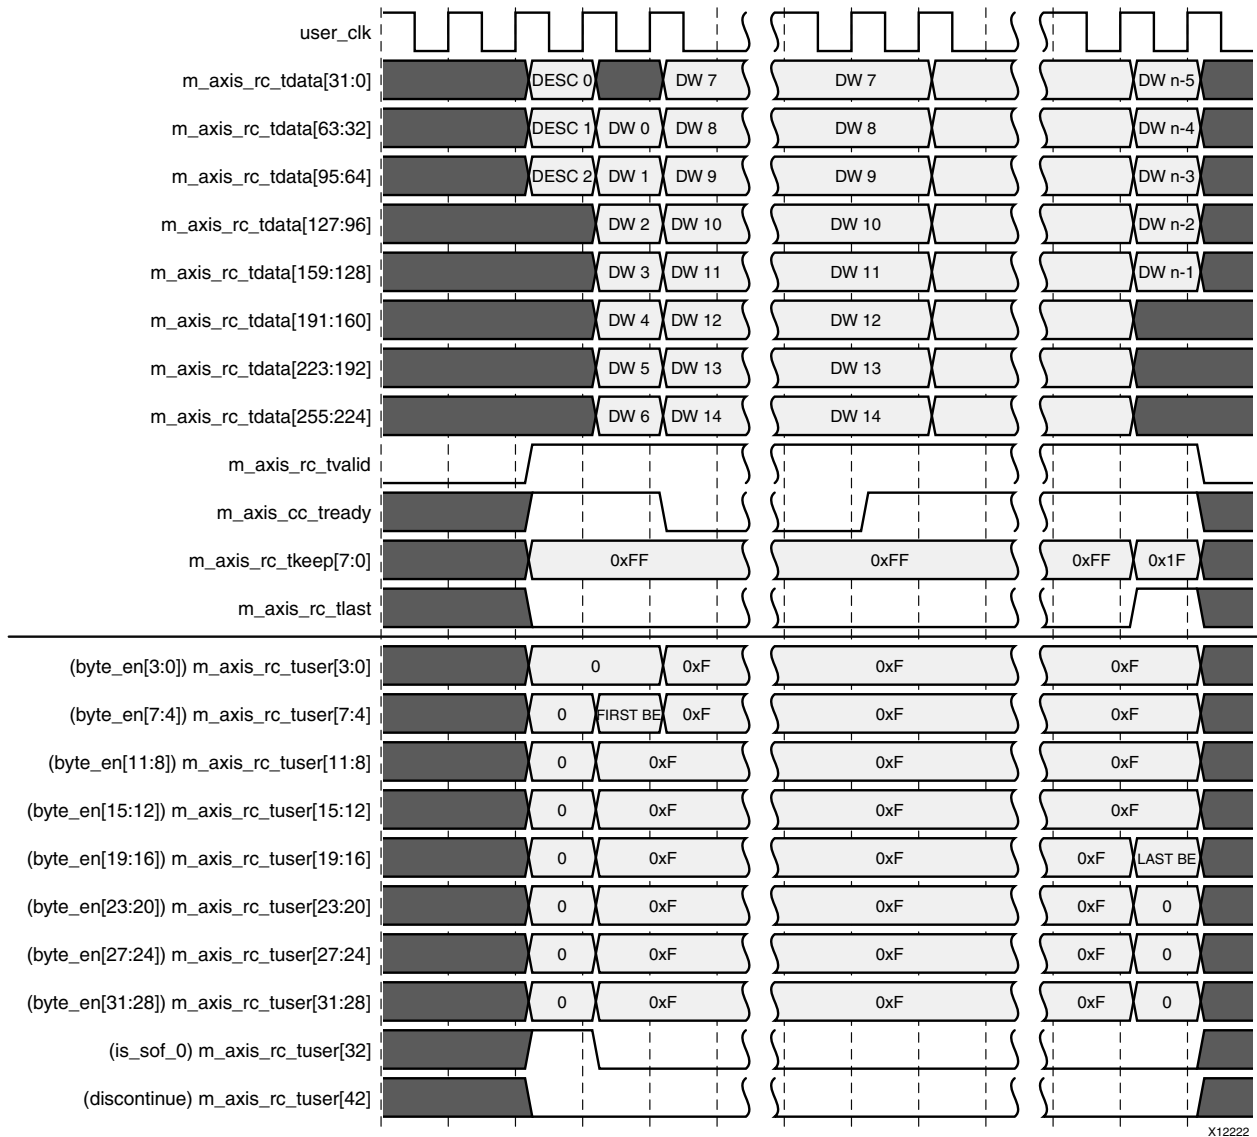 user_clk
m_axis_rc_tdata[31:0] DESC 0 DW 7 DW 7 DW n-5
m_axis_rc_tdata[63:32] DESC 1 DW 0 DW 8 DW 8 DW n-4
m_axis_rc_tdata[95:64] DESC 2 DW 1 DW 9 DW 9 DW n-3
m_axis_rc_tdata[127:96] DW 2 DW 10 DW 10 DW n-2
m_axis_rc_tdata[159:128] DW 3 DW 11 DW 11 DW n-1
m_axis_rc_tdata[191:160] DW 4 DW 12 DW 12
m_axis_rc_tdata[223:192] DW 5 DW 13 DW 13
m_axis_rc_tdata[255:224] DW 6 DW 14 DW 14
m_axis_rc_tvalid
m_axis_cc_tready
m_axis_rc_tkeep[7:0] 0xFF 0xFF 0xFF 0x1F
m_axis_rc_tlast
(byte_en[3:0]) m_axis_rc_tuser[3:0] 0 0xF 0xF 0xF
(byte_en[7:4]) m_axis_rc_tuser[7:4] 0 FIRST BE 0xF 0xF 0xF
(byte_en[11:8]) m_axis_rc_tuser[11:8] 0 0xF 0xF 0xF
(byte_en[15:12]) m_axis_rc_tuser[15:12] 0 0xF 0xF 0xF
(byte_en[19:16]) m_axis_rc_tuser[19:16] 0 0xF 0xF 0xF LAST BE
(byte_en[23:20]) m_axis_rc_tuser[23:20] 0 0xF 0xF 0xF 0
(byte_en[27:24]) m_axis_rc_tuser[27:24] 0 0xF 0xF 0xF 0
(byte_en[31:28]) m_axis_rc_tuser[31:28] 0 0xF 0xF 0xF 0
(is_sof_0) m_axis_rc_tuser[32]
(discontinue) m_axis_rc_tuser[42]
X12222